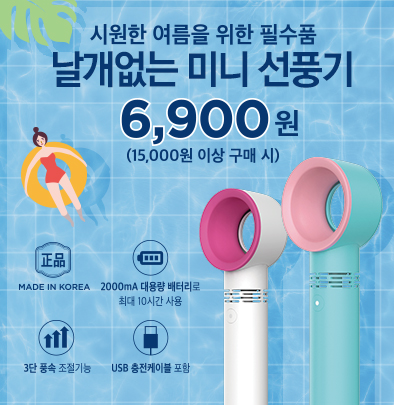 시원한 여름을 위한 필수품
날개없는 미니 선풍기
6,900원
(15,000원 이상 구매 시)
正品
MADE IN KOREA
2000mA 대용량 배터리로
최대 10시간 사용
3단 풍속 조절기능
USB 충전케이블 포함